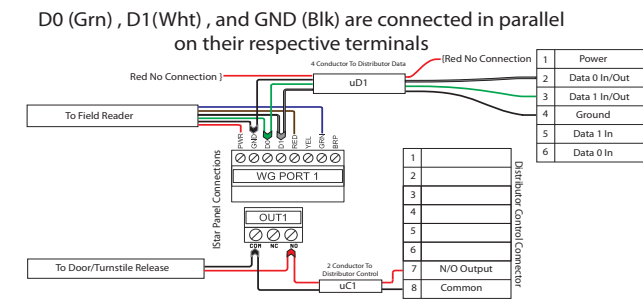 D0 (Grn) , D1(Wht) , and GND (Blk) are connected in parallel
on their respective terminals
4 Conductor To Distributor Data
Red No Connection }
{Red No Connection
uD1
1 Power
2 Data 0 In/Out
3 Data 1 In/Out
4 Ground
5 Data 1 In
6 Data 0 In
To Field Reader
PWR
GND
D0
D1
RED
YEL
GRN
BRP
WG PORT 1
IStar Panel Connections
OUT1
COM NC NO
To Door/Turnstile Release
2 Conductor To
Distributor Control
uC1
1
2
3
4
5
6
7 N/O Output
8 Common
Distributor Control Connector